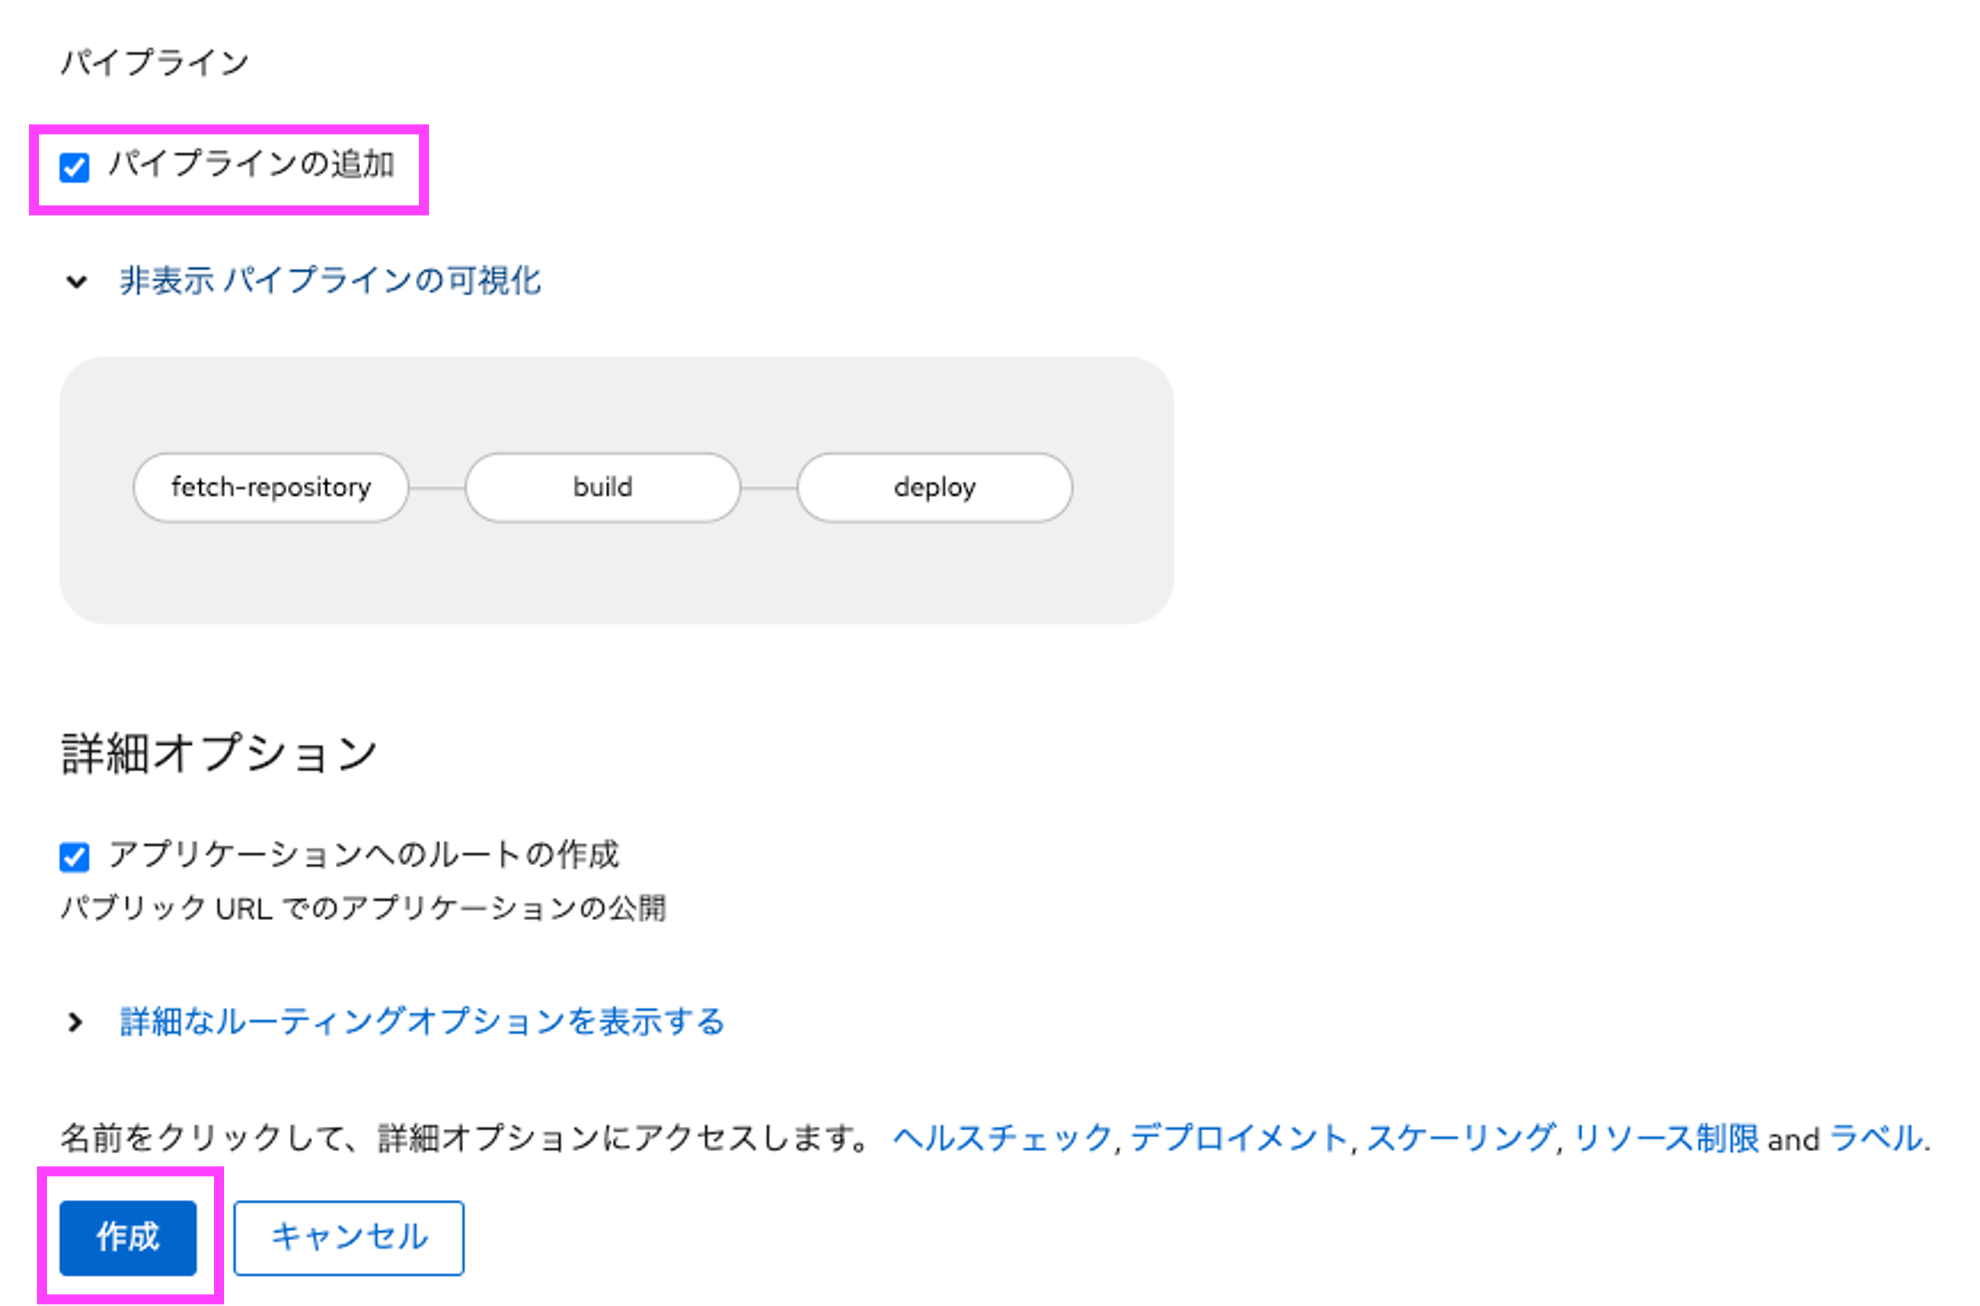 パイプライン
パイプラインの追加
非表示 パイプラインの可視化
fetch-repository
build
deploy
詳細オプション
アプリケーションへのルートの作成
パブリック URL でのアプリケーションの公開
詳細なルーティングオプションを表示する
名前をクリックして、詳細オプションにアクセスします。 ヘルスチェック, デプロイメント, スケーリング, リソース制限 and ラベル.
作成
キャンセル